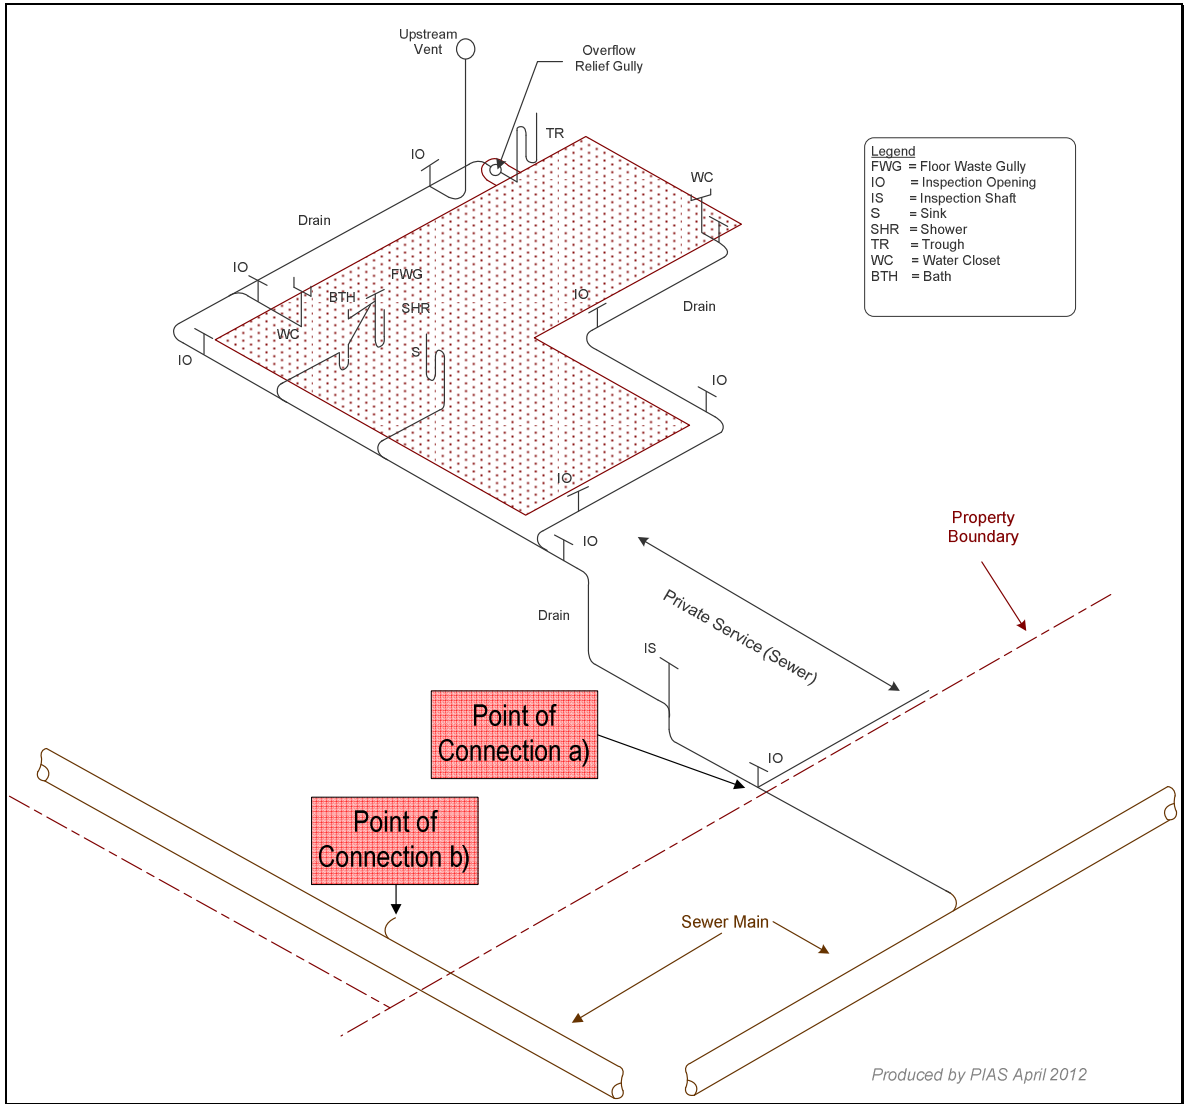 Upstream
Vent
Overflow
Relief Gully
TR
IO
WC
Legend
FWG = Floor Waste Gully
IO = Inspection Opening
IS = Inspection Shaft
S = Sink
SHR = Shower
TR = Trough
WC = Water Closet
BTH = Bath
Drain
IO
FWG
BTH
SHR
IO
Drain
WC
S
IO
IO
IO
IO
Property
Boundary
Private Service (Sewer)
Drain
IS
Point of
Connection a)
IO
Point of
Connection b)
Sewer Main
Produced by PIAS April 2012